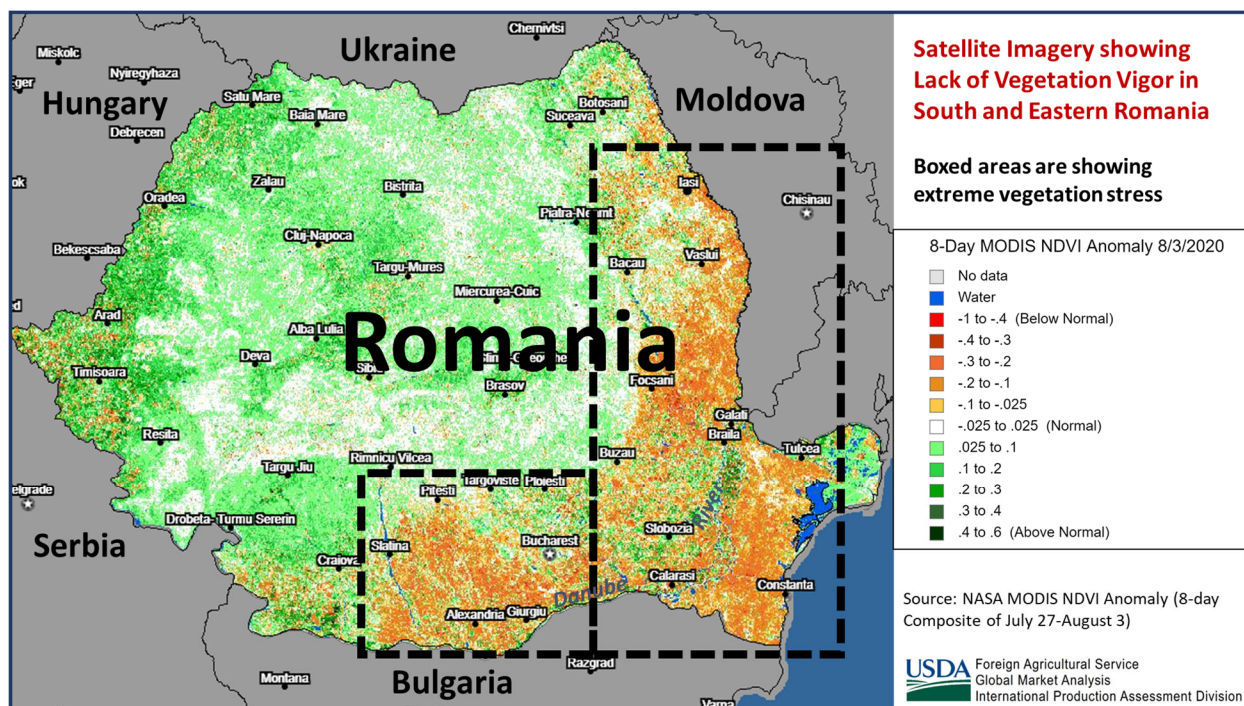 Ukraine
Chernivtsi
Miskolc
Nyiregyhaza
Hungary
Debrecen
Moldova
Satu Mare
Baia Mare
Botosani
Suceava
Oradea
Zalau
Bistrita
Iasi
Chisinau
Piatra-Neamt
Cluj-Napoca
Bekescsaba
Targu-Mures
Bacau
Vaslui
Miercurea-Cuic
Arad
Alba Lulia
Romania
Deva
Timisoara
Brasov
Focsani
Galati
Braila
Resita
Tulcea
Rimnicu Vilcea
Buzau
Targu Jiu
Pitesti
Targoviste
Ploiesti
River
Drobeta- Turmu Sererin
Slobozia
Serbia
Slatina
Bucharest
Craiova
Calarasi
Constanta
Danube
Alexandria
Giurgiu
Razgrad
Bulgaria
Montana
Satellite Imagery showing
Lack of Vegetation Vigor in
South and Eastern Romania
Boxed areas are showing
extreme vegetation stress
8-Day MODIS NDVI Anomaly 8/3/2020
No data
Water
-1 to -.4 (Below Normal)
-.4 to -.3
-.3 to -.2
-.2 to -.1
-.1 to -.025
-.025 to .025 (Normal)
.025 to .1
.1 to .2
.2 to .3
.3 to .4
.4 to .6 (Above Normal)
Source: NASA MODIS NDVI Anomaly (8-day
Composite of July 27-August 3)
USDA
Foreign Agricultural Service
Global Market Analysis
International Production Assessment Division